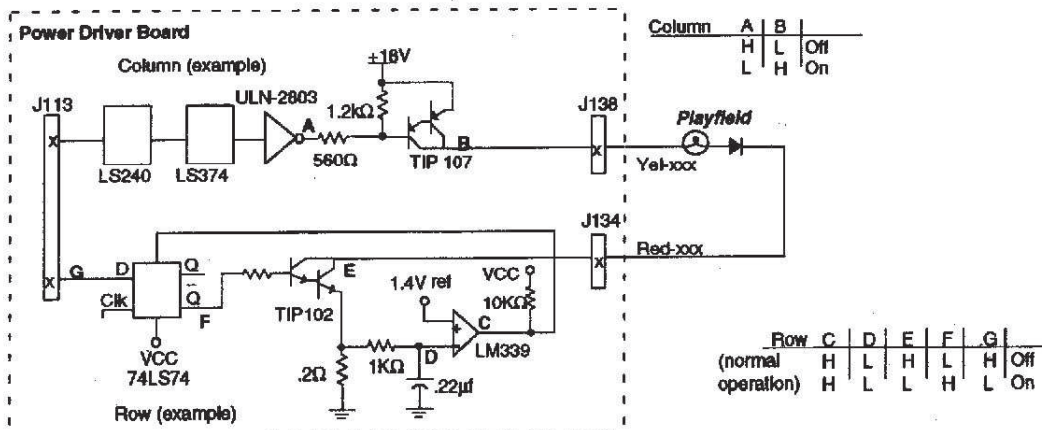 Power Driver Board
Column (example)
±18V
J113
ULN-2803
A
1.2kΩ
B
TIP 107
560Ω
LS240
LS374
J138
Playfield
Yel-xxx
Column A B
H L Off
L H On
J134
Red-xxx
G
D
Q
Q
Clk
F
VCC
74LS74
E
TIP102
1.4V ref
VCC
10KΩ
C
LM339
D
1KΩ
.2Ω
.22µf
Row (example)
Row C D E F G
(normal H L H L H Off
operation) H L L H L On